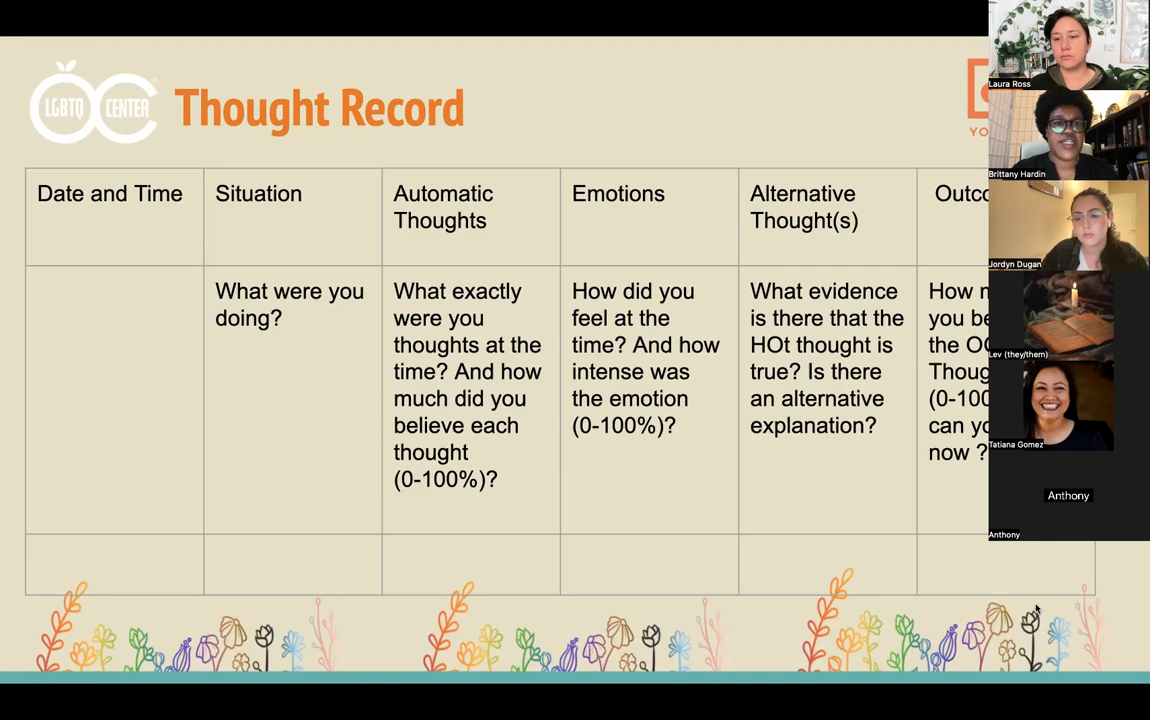 LGBTQ CENTER
Thought Record
YO
Date and Time
Situation
Automatic
Thoughts
Emotions
Alternative
Thought(s)
Outco
What were you
doing?
What exactly
were you
thoughts at the
time? And how
much did you
believe each
thought
(0-100%)?
How did you
feel at the
time? And how
intense was
the emotion
(0-100%)?
What evidence
is there that the
HOt thought is
true? Is there
an alternative
explanation?
How m
you be
the O
Thoug
(0-100
can yo
now ?
Laura Ross
Brittany Hardin
Jordyn Dugan
Lev (they/them)
Tatiana Gomez
Anthony
Anthony